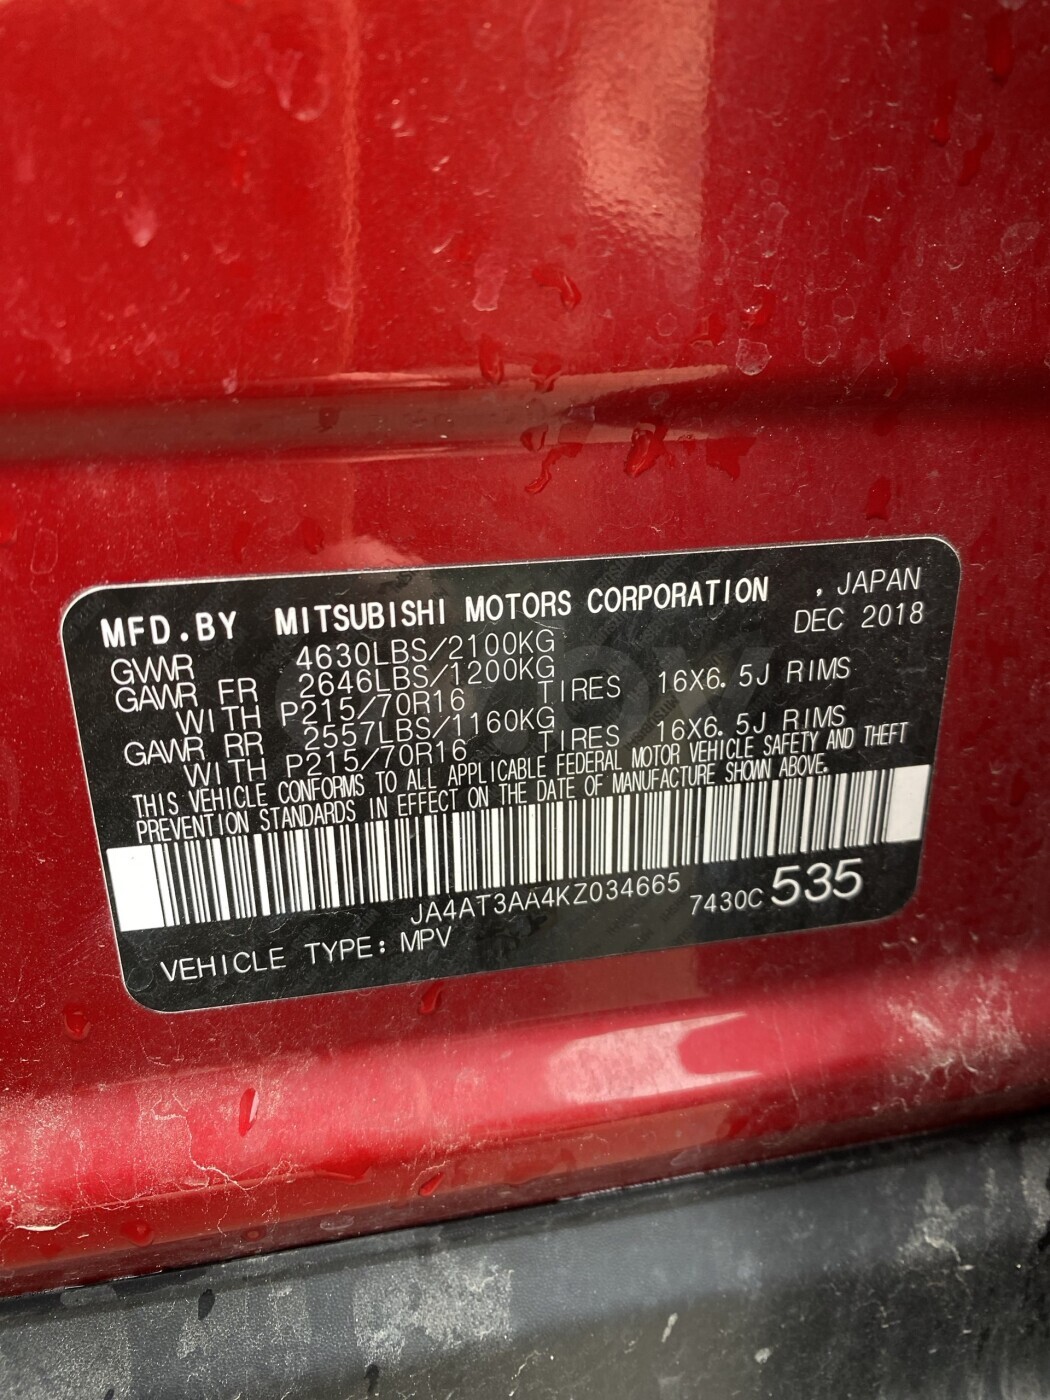 MFD.BY MITSUBISHI MOTORS CORPORATION , JAPAN
DEC 2018
GVWR 4630LBS/2100KG
GAWR FR 2646LBS/1200KG
WITH P215/70R16 TIRES 16X6.5J RIMS
GAWR RR 2557LBS/1160KG
WITH P215/70R16 TIRES 16X6.5J RIMS
THIS VEHICLE CONFORMS TO ALL APPLICABLE FEDERAL MOTOR VEHICLE SAFETY AND THEFT
PREVENTION STANDARDS IN EFFECT ON THE DATE OF MANUFACTURE SHOWN ABOVE.
JA4AT3AA4KZ034665 7430C 535
VEHICLE TYPE: MPV